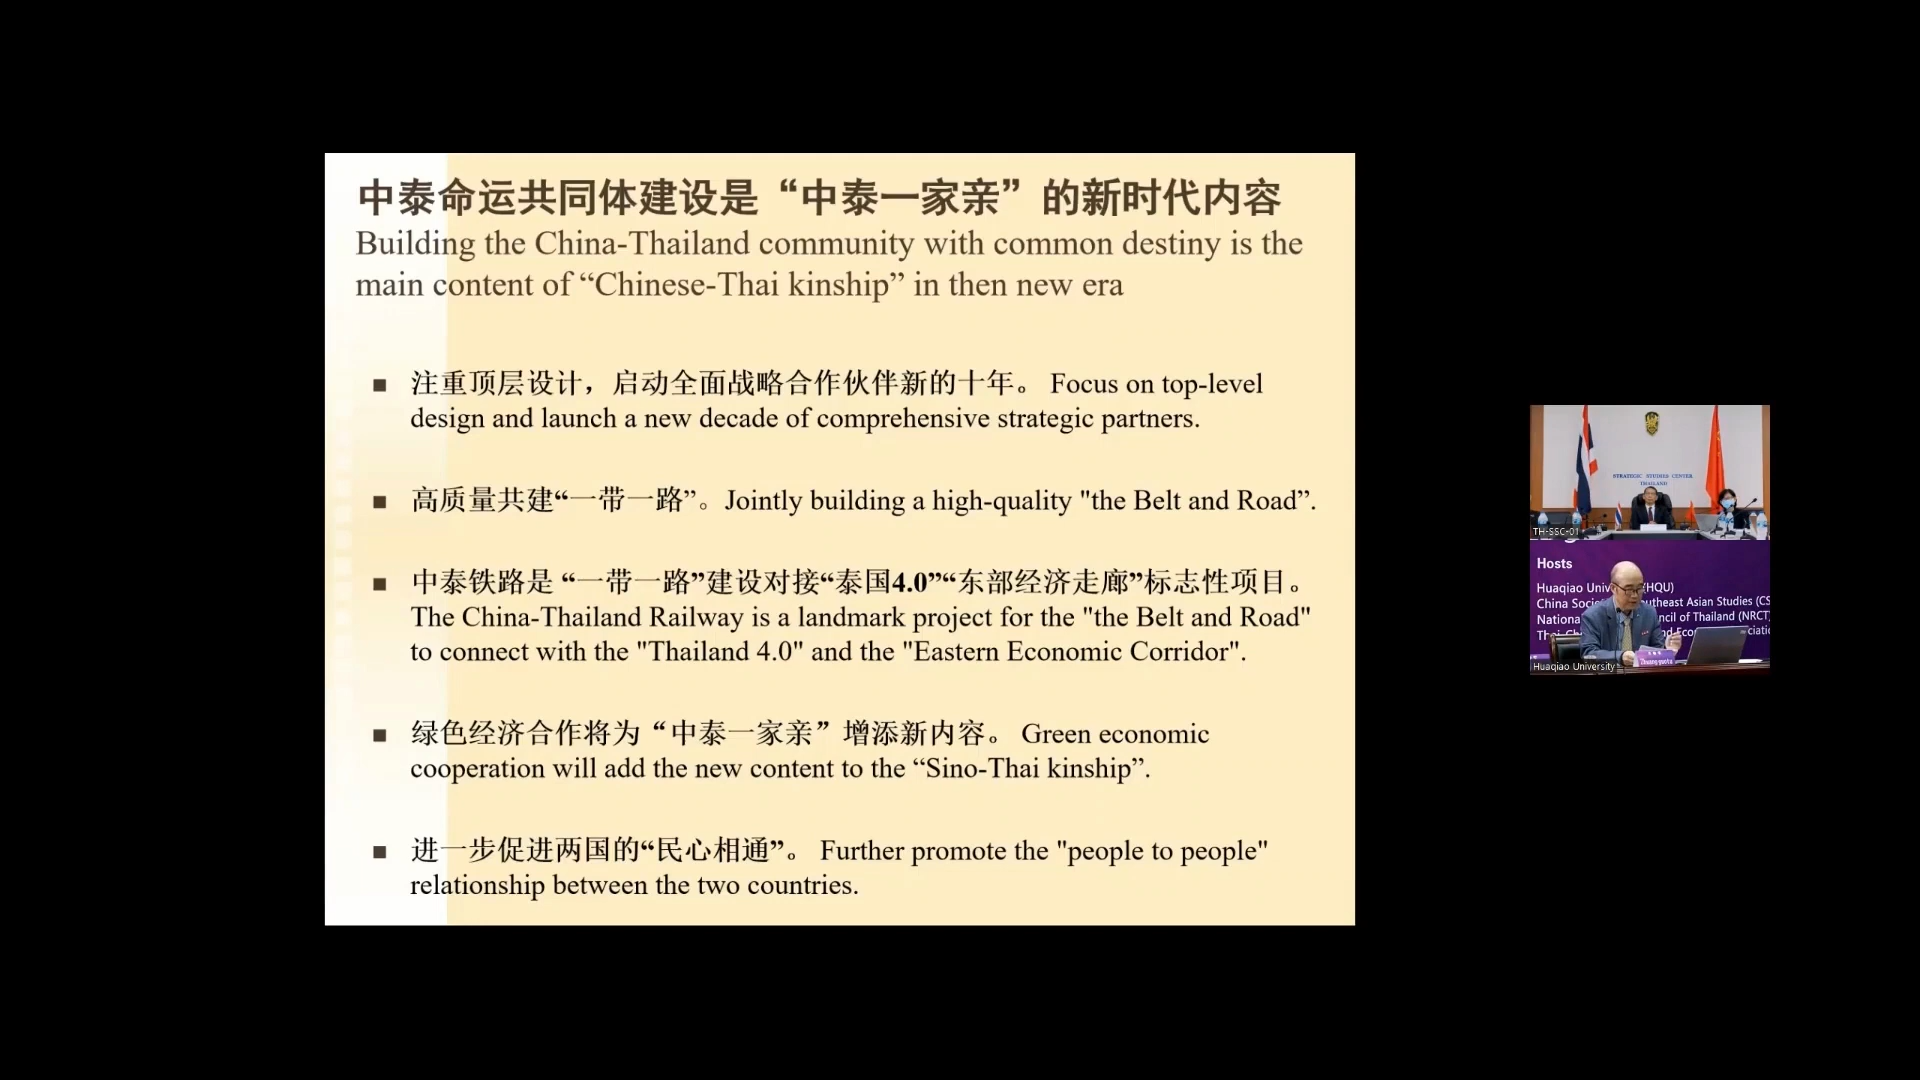 中泰命运共同体建设是“中泰一家亲”的新时代内容
Building the China-Thailand community with common destiny is the
main content of “Chinese-Thai kinship” in then new era
■ 注重顶层设计，启动全面战略合作伙伴新的十年。 Focus on top-level
design and launch a new decade of comprehensive strategic partners.
■ 高质量共建“一带一路”。Jointly building a high-quality "the Belt and Road”.
■ 中泰铁路是 “一带一路”建设对接“泰国4.0”“东部经济走廊”标志性项目。
The China-Thailand Railway is a landmark project for the "the Belt and Road"
to connect with the "Thailand 4.0" and the "Eastern Economic Corridor".
■ 绿色经济合作将为“中泰一家亲”增添新内容。 Green economic
cooperation will add the new content to the “Sino-Thai kinship”.
■ 进一步促进两国的“民心相通”。 Further promote the "people to people"
relationship between the two countries.
STRATEGIC STUDIES CENTER
THAILAND
TH-SSC-01
Hosts
Huaqiao (HQU)
China Southeast Asian Studies
National of Thailand (NRCT
Huaqiao University